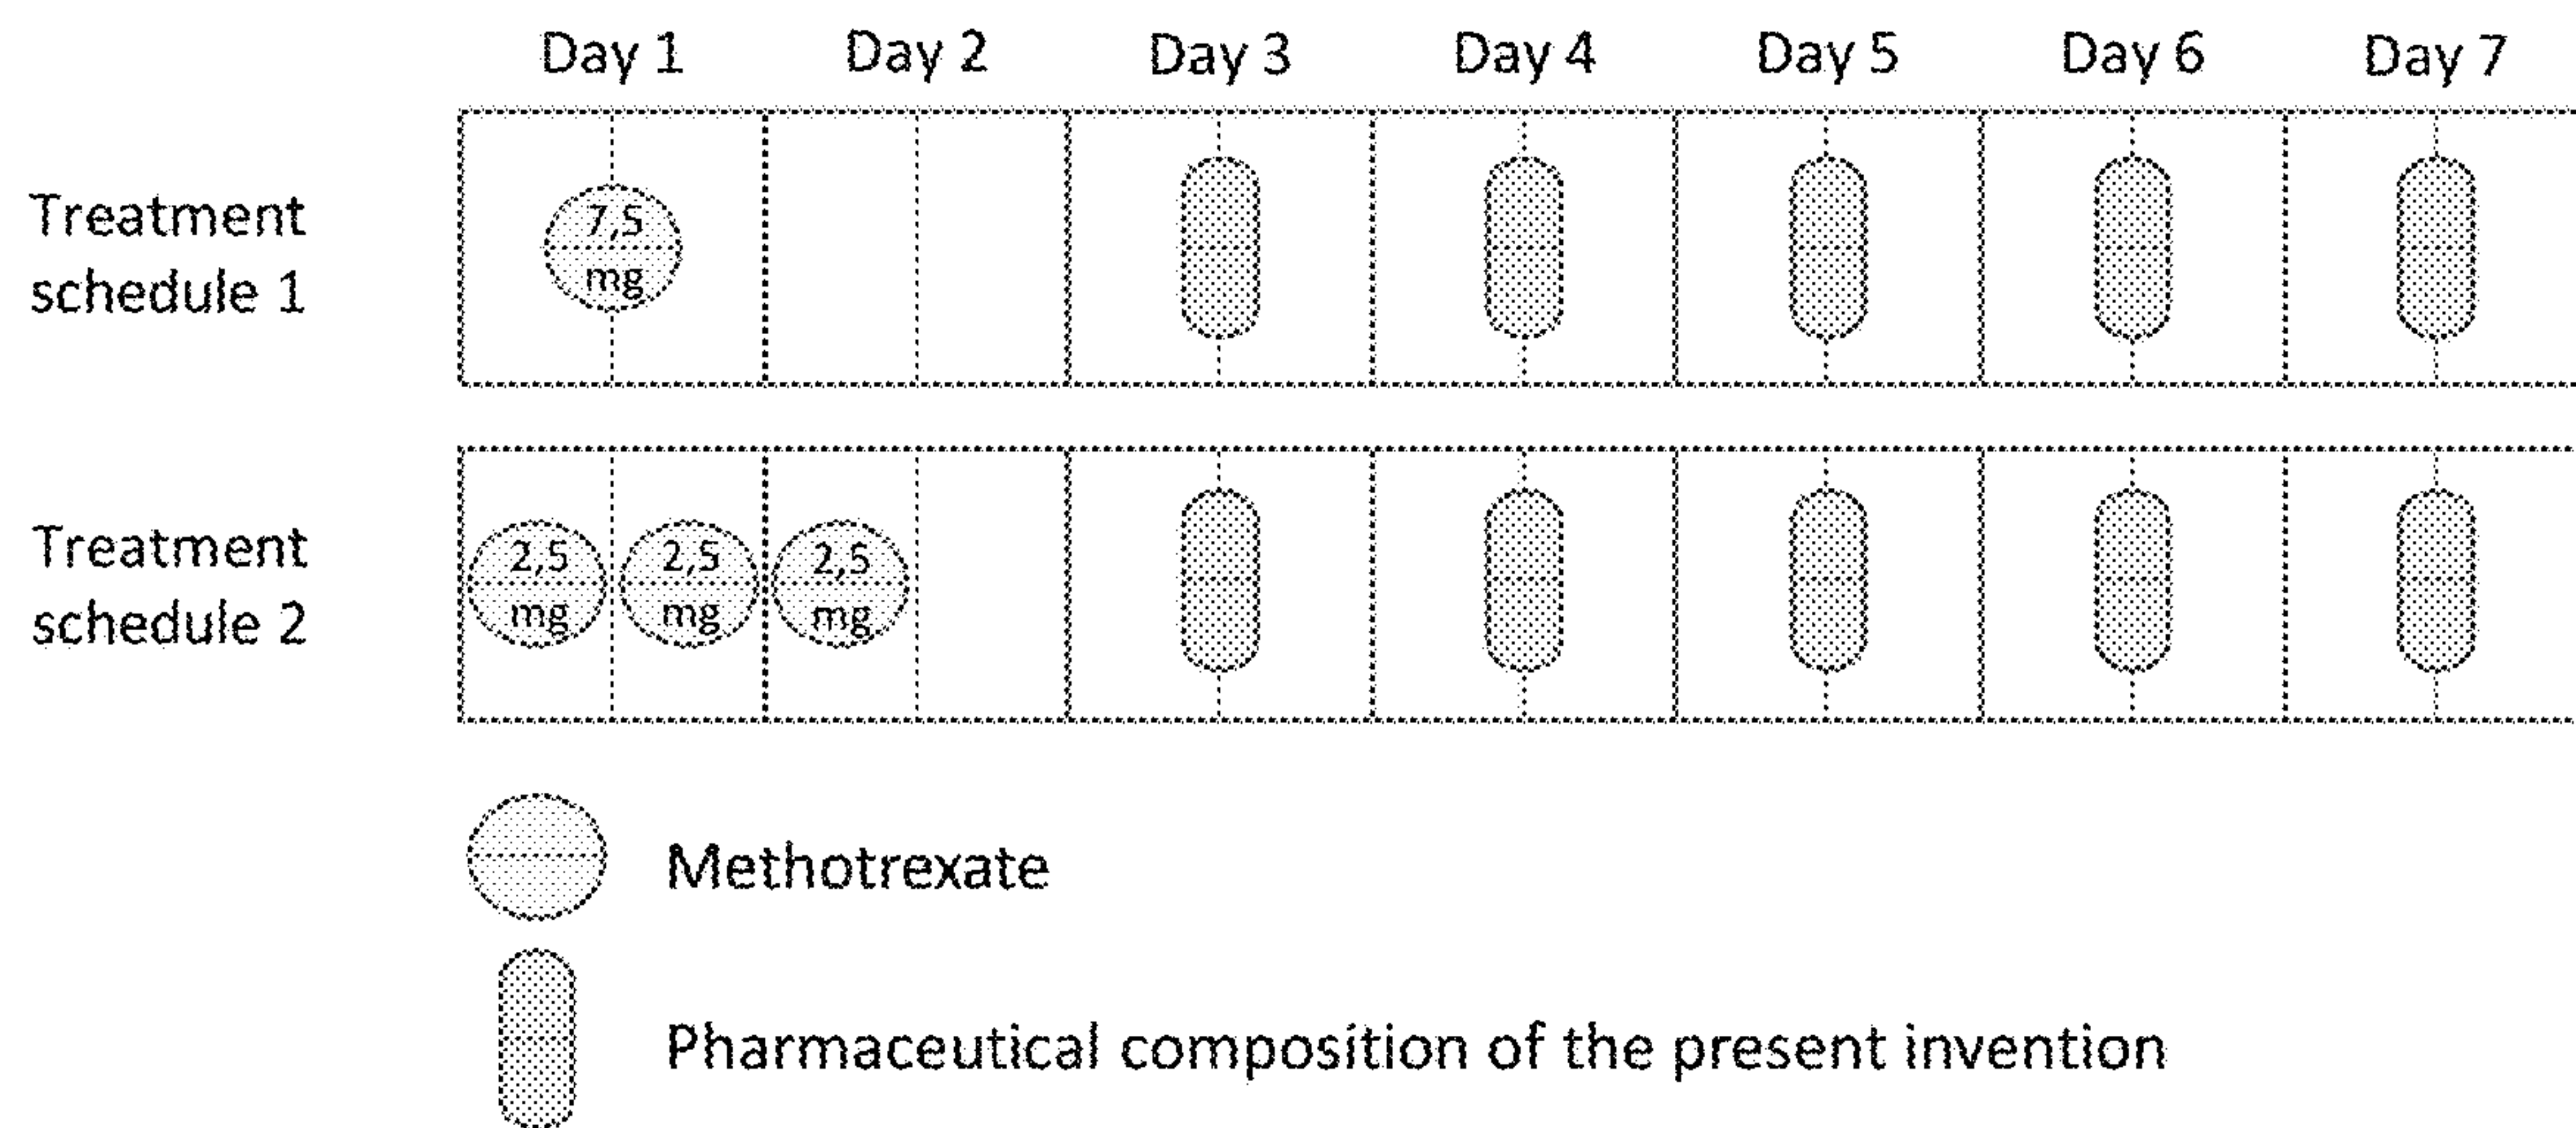 Day 1 Day 2 Day 3 Day 4 Day 5 Day 6 Day 7
Treatment
schedule 1
7,5
mg
Treatment
schedule 2
2,5 2,5 2,5
mg mg mg
Methotrexate
Pharmaceutical composition of the present invention